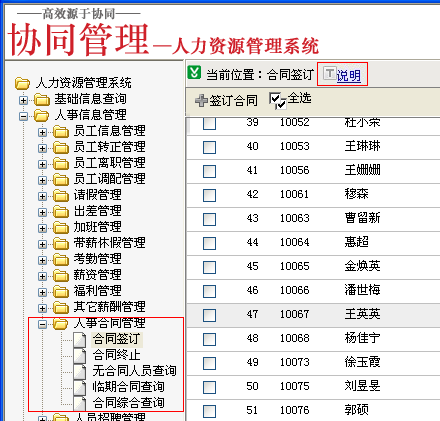 高效源于协同
协同管理—人力资源管理系统
人力资源管理系统
基础信息查询
人事信息管理
员工信息管理
员工转正管理
员工离职管理
员工调配管理
请假管理
出差管理
加班管理
带薪休假管理
考勤管理
薪资管理
福利管理
其它薪酬管理
人事合同管理
合同签订
合同终止
无合同人员查询
临期合同查询
合同综合查询
人员招聘管理
当前位置：合同签订 说明
签订合同 全选
39 10052 杜小荣
40 10053 王琳琳
41 10056 王姗姗
42 10061 穆森
43 10063 曹留新
44 10064 惠超
45 10065 金焕英
46 10066 潘世梅
47 10067 王英英
48 10068 杨佳宁
49 10073 徐玉霞
50 10075 刘昱旻
51 10076 郭硕